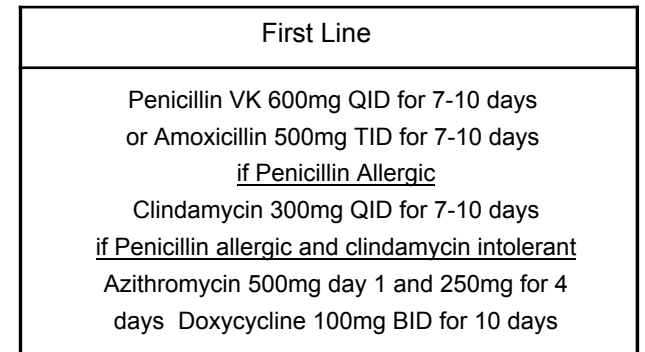 First Line
Penicillin VK 600mg QID for 7-10 days
or Amoxicillin 500mg TID for 7-10 days
if Penicillin Allergic
Clindamycin 300mg QID for 7-10 days
if Penicillin allergic and clindamycin intolerant
Azithromycin 500mg day 1 and 250mg for 4
days  Doxycycline 100mg BID for 10 days